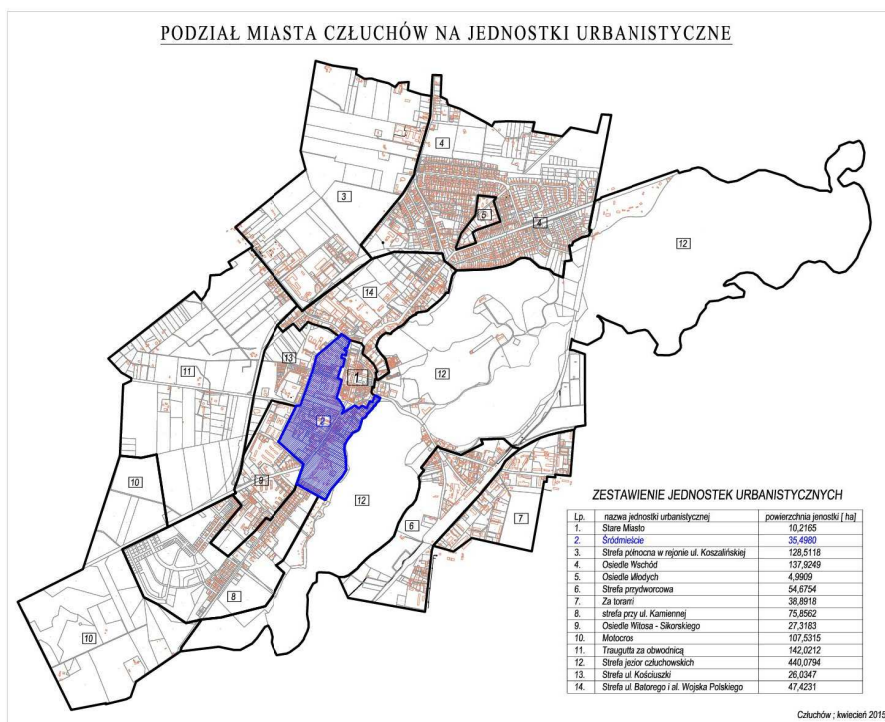 PODZIAŁ MIASTA CZŁUCHÓW NA JEDNOSTKI URBANISTYCZNE
4
3
5
4
12
14
13
1
12
11
2
9
10
12
6
7
8
10
ZESTAWIENIE JEDNOSTEK URBANISTYCZNYCH
Lp. nazwa jednostki urbanistycznej powierzchnia jenostki [ ha]
1. Stare Miasto 10,2165
2. Śródmieście 35,4980
3. Strefa północna w rejonie ul. Koszalińskiej 128,5118
4. Osiedle Wschód 137,9249
5. Osiedle Młodych 4,9909
6. Strefa przydworcowa 54,6754
7. Za torami 38,8918
8. strefa przy ul. Kamiennej 75,8562
9. Osiedle Witosa - Sikorskiego 27,3183
10. Motocros 107,5315
11. Traugutta za obwodnicą 142,0212
12. Strefa jezior człuchowskich 440,0794
13. Strefa ul. Kościuszki 26,0347
14. Strefa ul. Batorego i al. Wojska Polskiego 47,4231
Człuchów ; kwiecień 2015